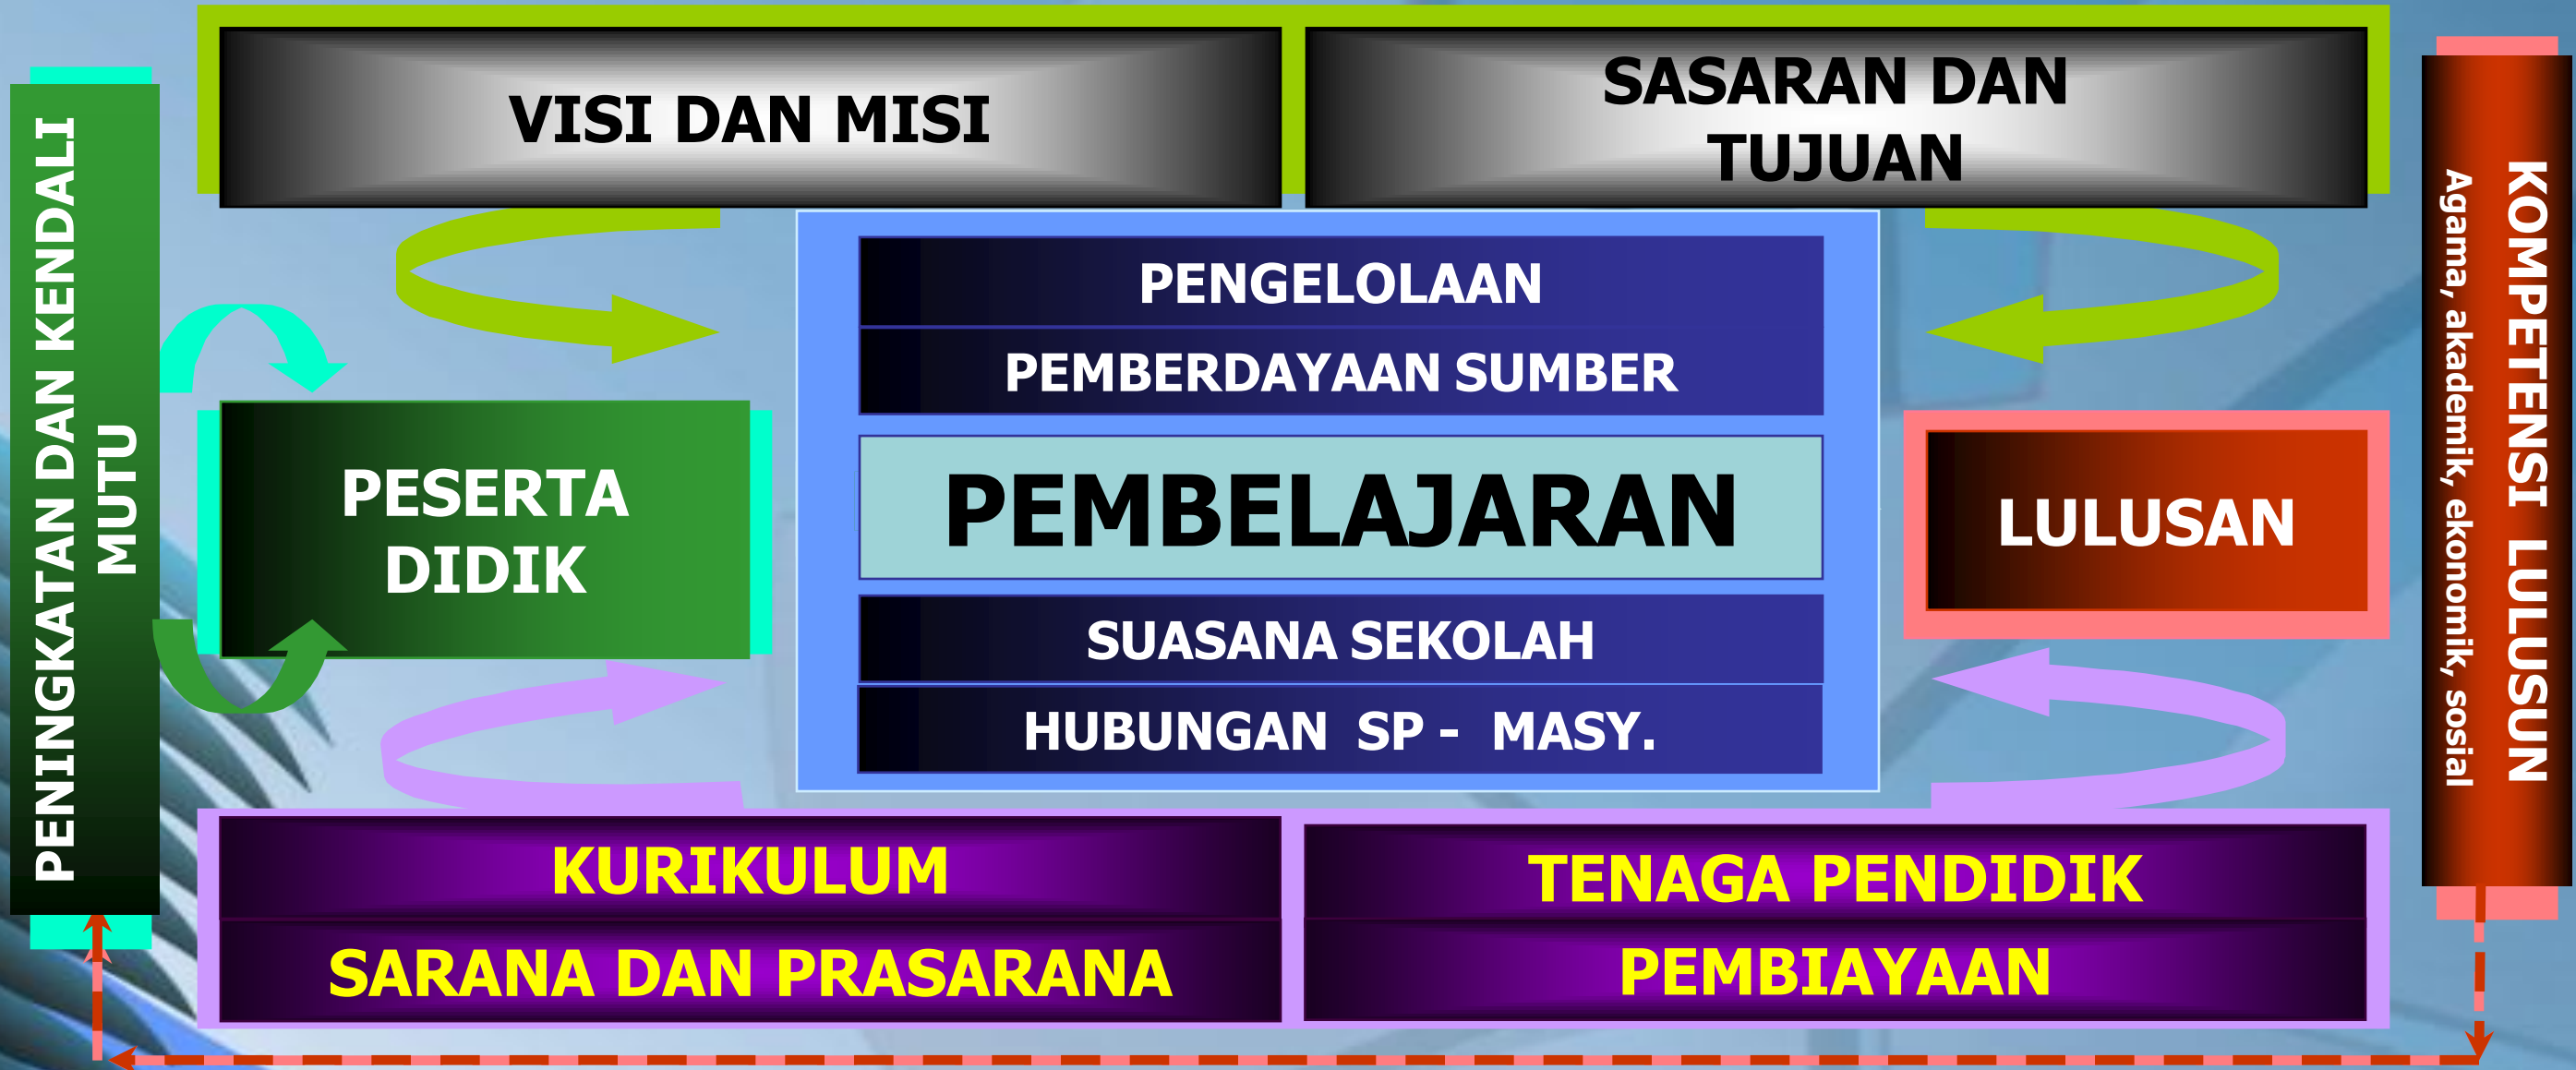 VISI DAN MISI
SASARAN DAN
TUJUAN
PENINGKATAN DAN KENDALI
MUTU
PESERTA
DIDIK
PENGELOLAAN
PEMBERDAYAAN SUMBER
PEMBELAJARAN
SUASANA SEKOLAH
HUBUNGAN SP - MASY.
LULUSAN
KOMPETENSI LULUSUN
Agama, akademik, ekonomik, sosial
KURIKULUM
SARANA DAN PRASARANA
TENAGA PENDIDIK
PEMBIAYAAN